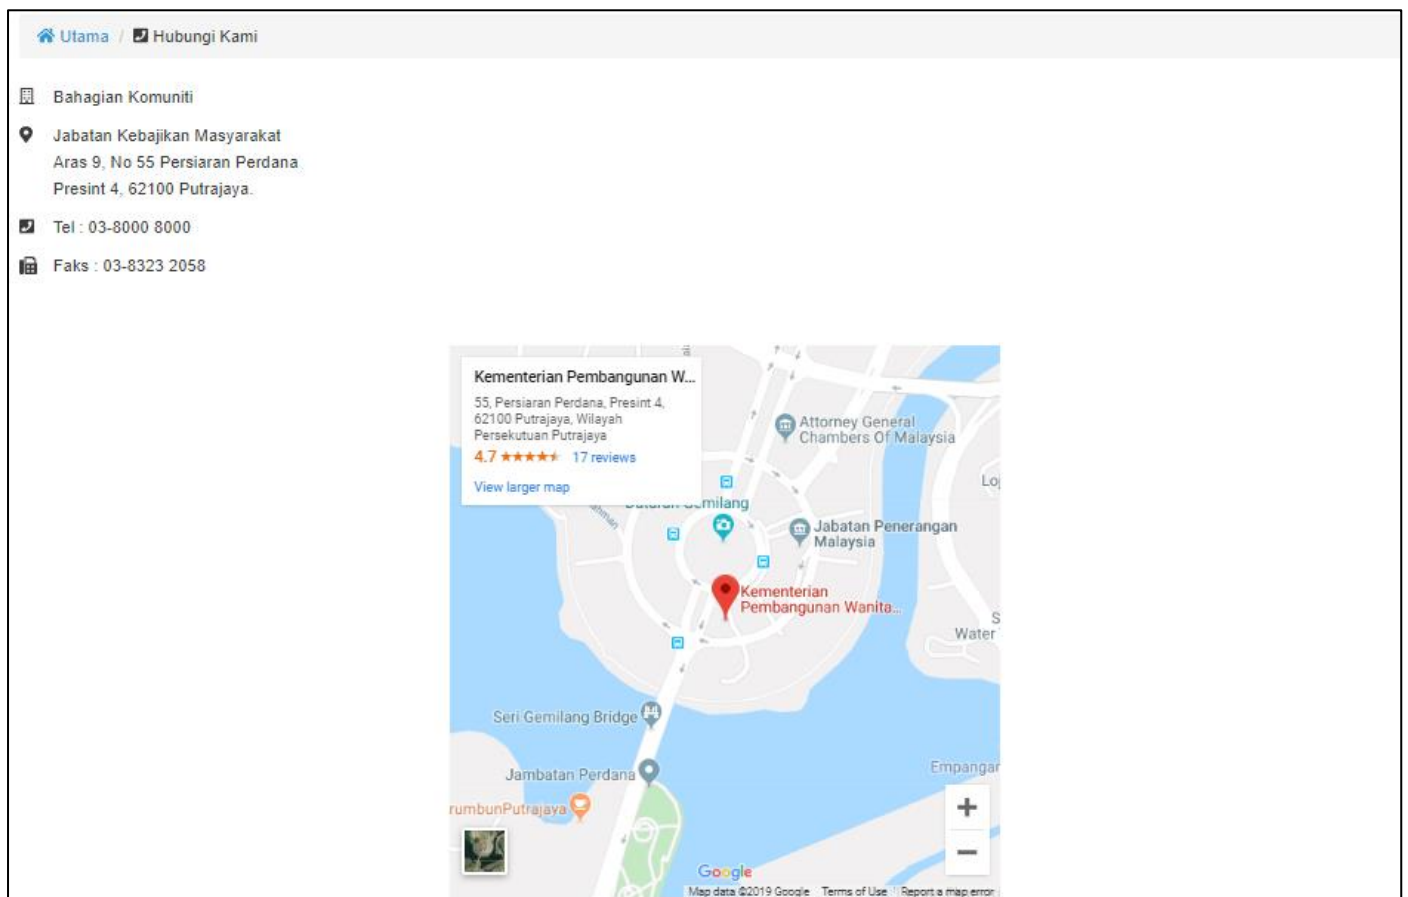 Utama / Hubungi Kami
Bahagian Komuniti
Jabatan Kebajikan Masyarakat
Aras 9, No 55 Persiaran Perdana
Presint 4, 62100 Putrajaya.
Tel : 03-8000 8000
Faks : 03-8323 2058
Kementerian Pembangunan W...
55, Persiaran Perdana, Presint 4,
62100 Putrajaya, Wilayah
Persekutuan Putrajaya
4.7 17 reviews
View larger map
Attorney General
Chambers Of Malaysia
Jabatan Penerangan
Malaysia
Kementerian
Pembangunan Wanita...
Water
Seri Gemilang Bridge
Jambatan Perdana
Empangan
rumbunPutrajaya
+
−
Google
Map data ©2019 Google Terms of Use Report a map error